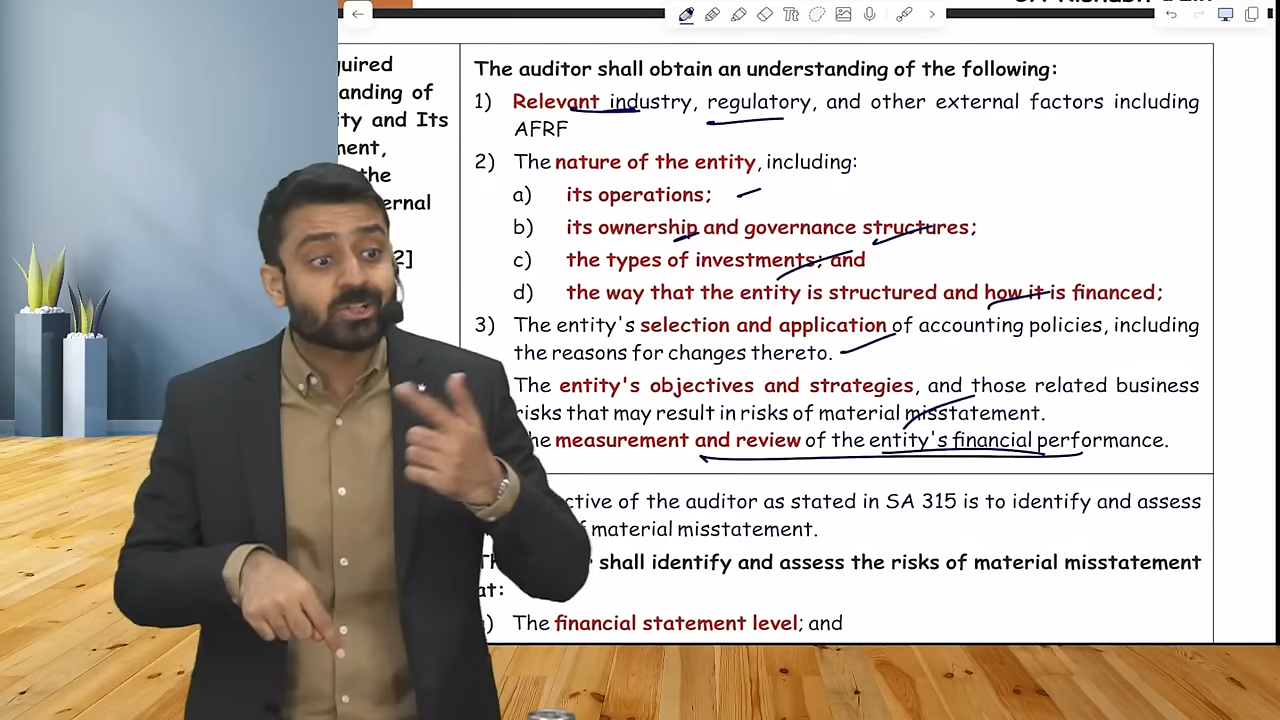 quired
anding of
ity and Its
ment,
the
ernal
2]
The auditor shall obtain an understanding of the following:
1) Relevant industry, regulatory, and other external factors including
AFRF
2) The nature of the entity, including:
a) its operations;
b) its ownership and governance structures;
c) the types of investments; and
d) the way that the entity is structured and how it is financed;
3) The entity's selection and application of accounting policies, including
the reasons for changes thereto.
The entity's objectives and strategies, and those related business
risks that may result in risks of material misstatement.
he measurement and review of the entity's financial performance.
ctive of the auditor as stated in SA 315 is to identify and assess
of material misstatement.
shall identify and assess the risks of material misstatement
at:
) The financial statement level; and